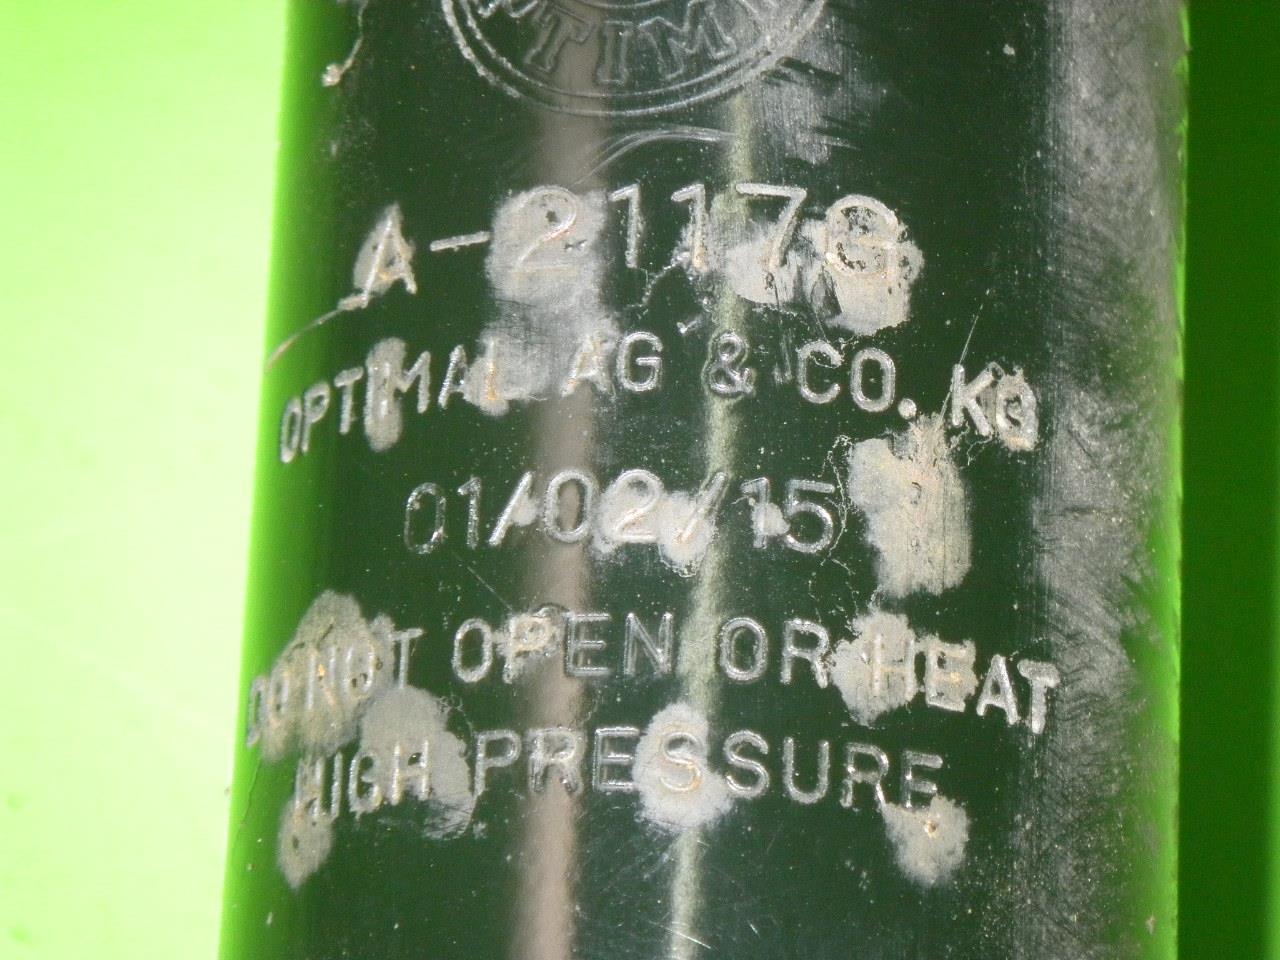 A-2117G
OPTIMAL AG & CO. KG
01/02/15
DO NOT OPEN OR HEAT
HIGH PRESSURE